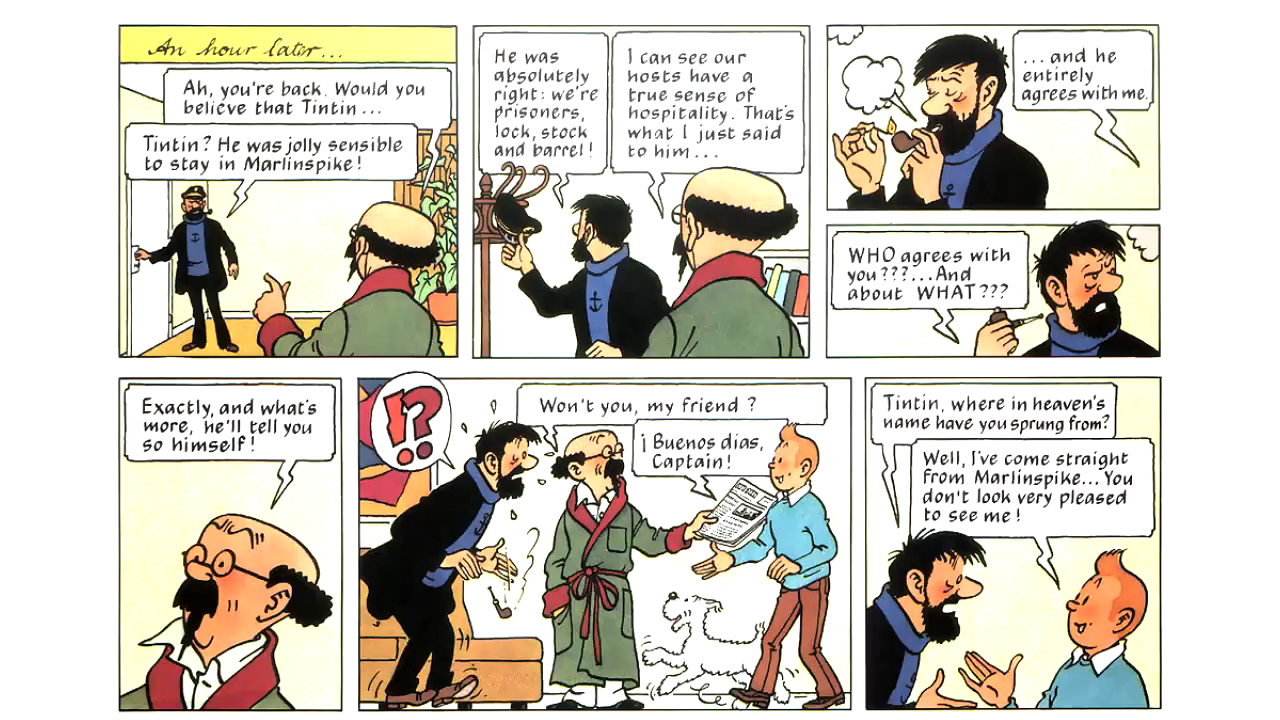 An hour later...
Ah, you're back. Would you
believe that Tintin ...
Tintin? He was jolly sensible
to stay in Marlinspike!
He was
absolutely
right: we're
prisoners,
lock, stock
and barrel!
I can see our
hosts have a
true sense of
hospitality. That's
what I just said
to him ...
... and he
entirely
agrees with me.
WHO agrees with
you???...And
about WHAT???
Exactly, and what's
more, he'll tell you
so himself!
!?
Won't you, my friend ?
¡Buenos dias,
Captain!
Tintin, where in heaven's
name have you sprung from?
Well, I've come straight
from Marlinspike... You
don't look very pleased
to see me!